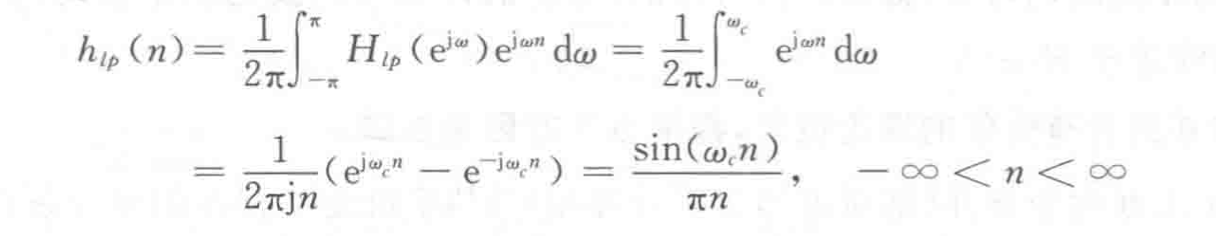 h_{lp}(n) = \frac{1}{2\pi}\int_{-\pi}^{\pi} H_{lp}(e^{j\omega})e^{j\omega n}d\omega = \frac{1}{2\pi}\int_{-\omega_c}^{\omega_c} e^{j\omega n}d\omega
= \frac{1}{2\pi jn}(e^{j\omega_c n} - e^{-j\omega_c n}) = \frac{\sin(\omega_c n)}{\pi n}, -\infty < n < \infty